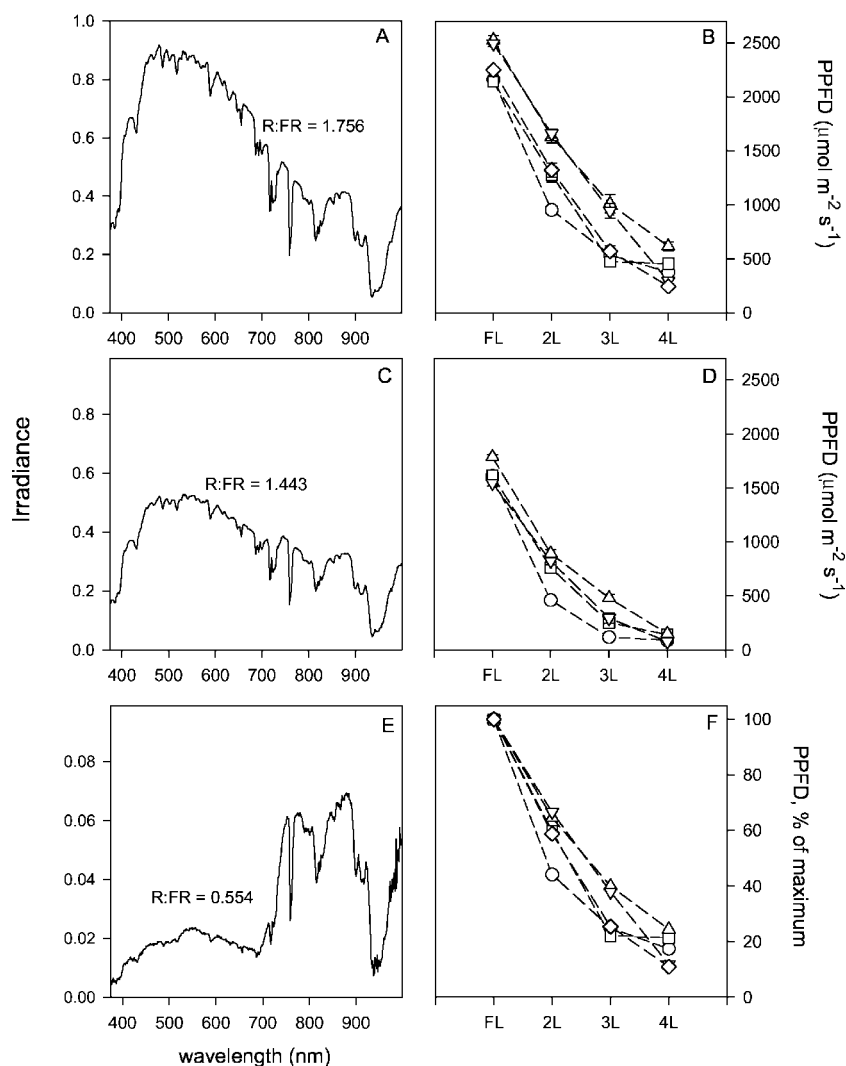 A
1.0
0.8
0.6
0.4
0.2
0.0
R:FR = 1.756
400 500 600 700 800 900
B
2500
2000
1500
1000
500
0
PPFD (μmol m-2 s-1)
FL 2L 3L 4L
C
0.8
0.6
0.4
0.2
0.0
R:FR = 1.443
400 500 600 700 800 900
Irradiance
D
2500
2000
1500
1000
500
0
PPFD (μmol m-2 s-1)
FL 2L 3L 4L
E
0.08
0.06
0.04
0.02
0.00
R:FR = 0.554
400 500 600 700 800 900
wavelength (nm)
F
100
80
60
40
20
0
PPFD, % of maximum
FL 2L 3L 4L